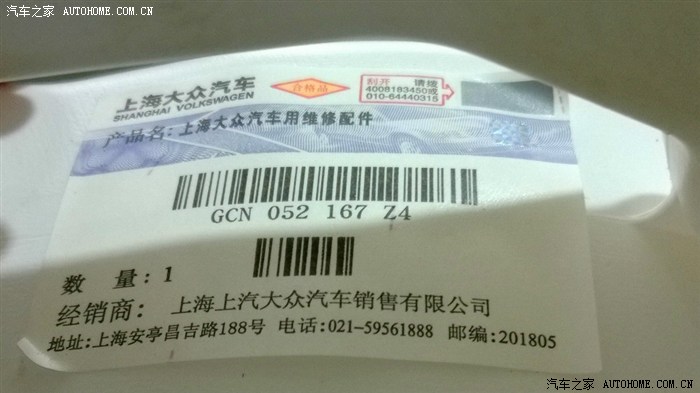 汽车之家 AUTOHOME.COM.CN
上海大众汽车
SHANGHAI VOLKSWAGEN
合格品
刮开 请拨
4008183450或
010-64440315
产品名: 上海大众汽车用维修配件
GCN 052 167 Z4
数 量: 1
经销商: 上海上汽大众汽车销售有限公司
地址:上海安亭昌吉路188号 电话:021-59561888 邮编:201805
汽车之家 AUTOHOME.COM.CN